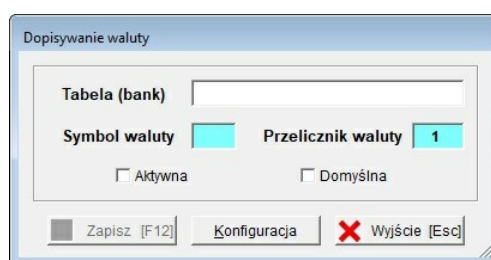 Dopisywanie waluty
Tabela (bank)
Symbol waluty Przelicznik waluty 1
Aktywna Domyślna
Zapisz [F12] Konfiguracja Wyjście [Esc]